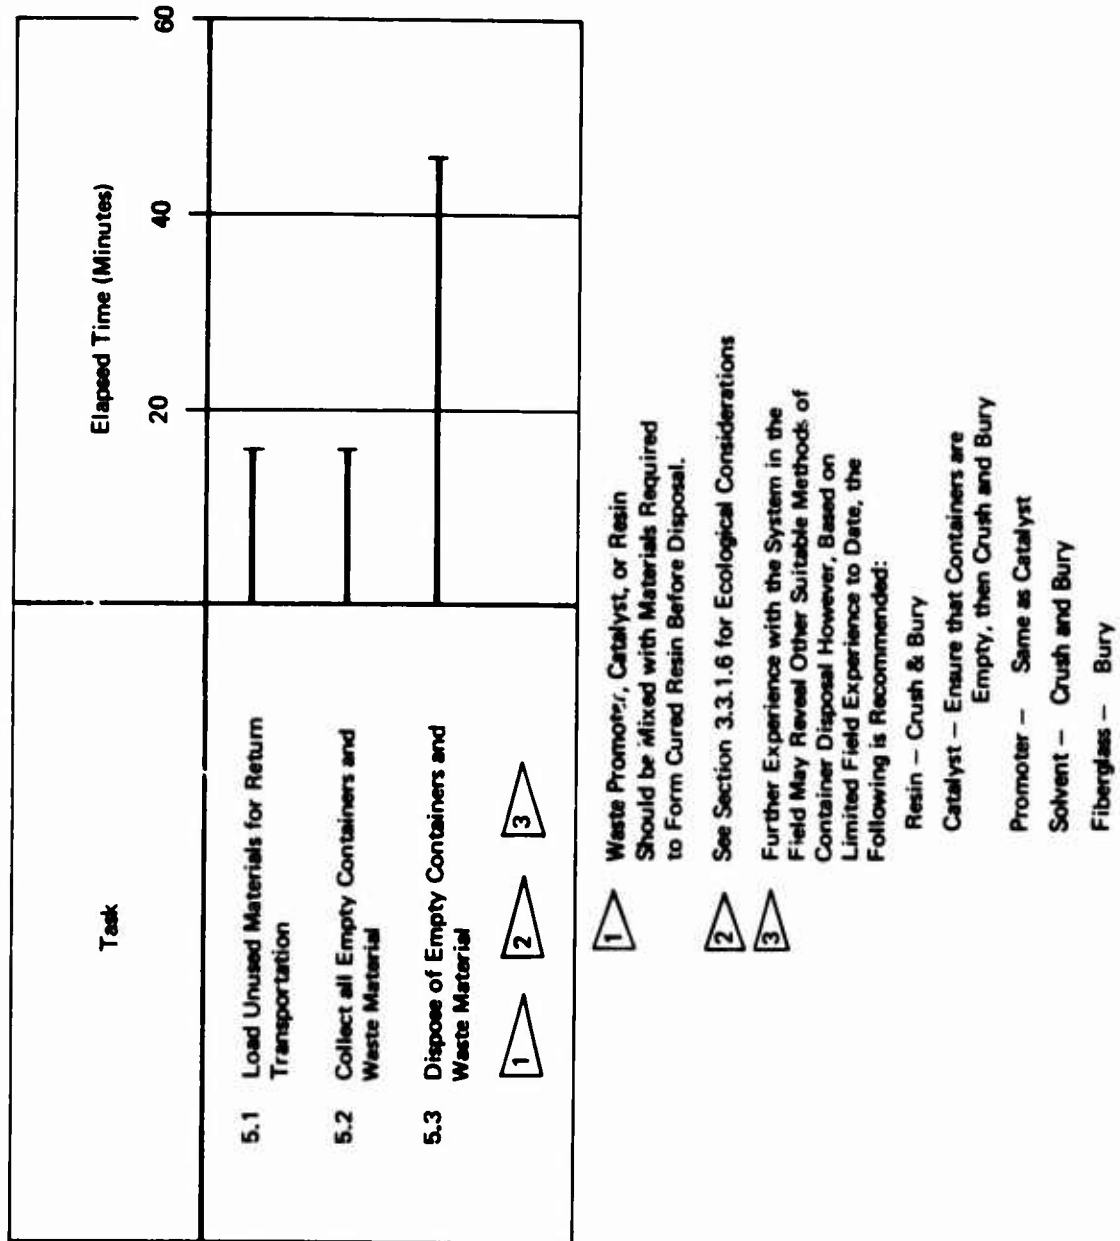 Task
Elapsed Time (Minutes)
20
40
60
5.1 Load Unused Materials for Return
Transportation
5.2 Collect all Empty Containers and
Waste Material
5.3 Dispose of Empty Containers and
Waste Material
1 2 3
1 Waste Promoter, Catalyst, or Resin
Should be Mixed with Materials Required
to Form Cured Resin Before Disposal.
2 See Section 3.3.1.6 for Ecological Considerations
3 Further Experience with the System in the
Field May Reveal Other Suitable Methods of
Container Disposal However, Based on
Limited Field Experience to Date, the
Following is Recommended:
Resin — Crush & Bury
Catalyst — Ensure that Containers are
Empty, then Crush and Bury
Promoter — Same as Catalyst
Solvent — Crush and Bury
Fiberglass — Bury